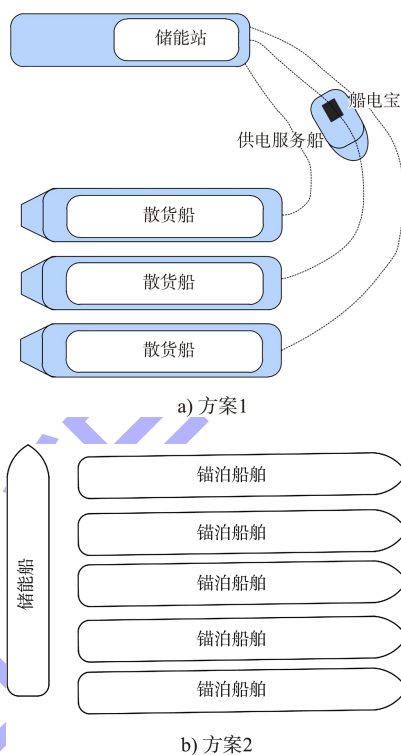 储能站
船电宝
供电服务船
散货船
散货船
散货船
a) 方案1
储能船
锚泊船舶
锚泊船舶
锚泊船舶
锚泊船舶
锚泊船舶
b) 方案2